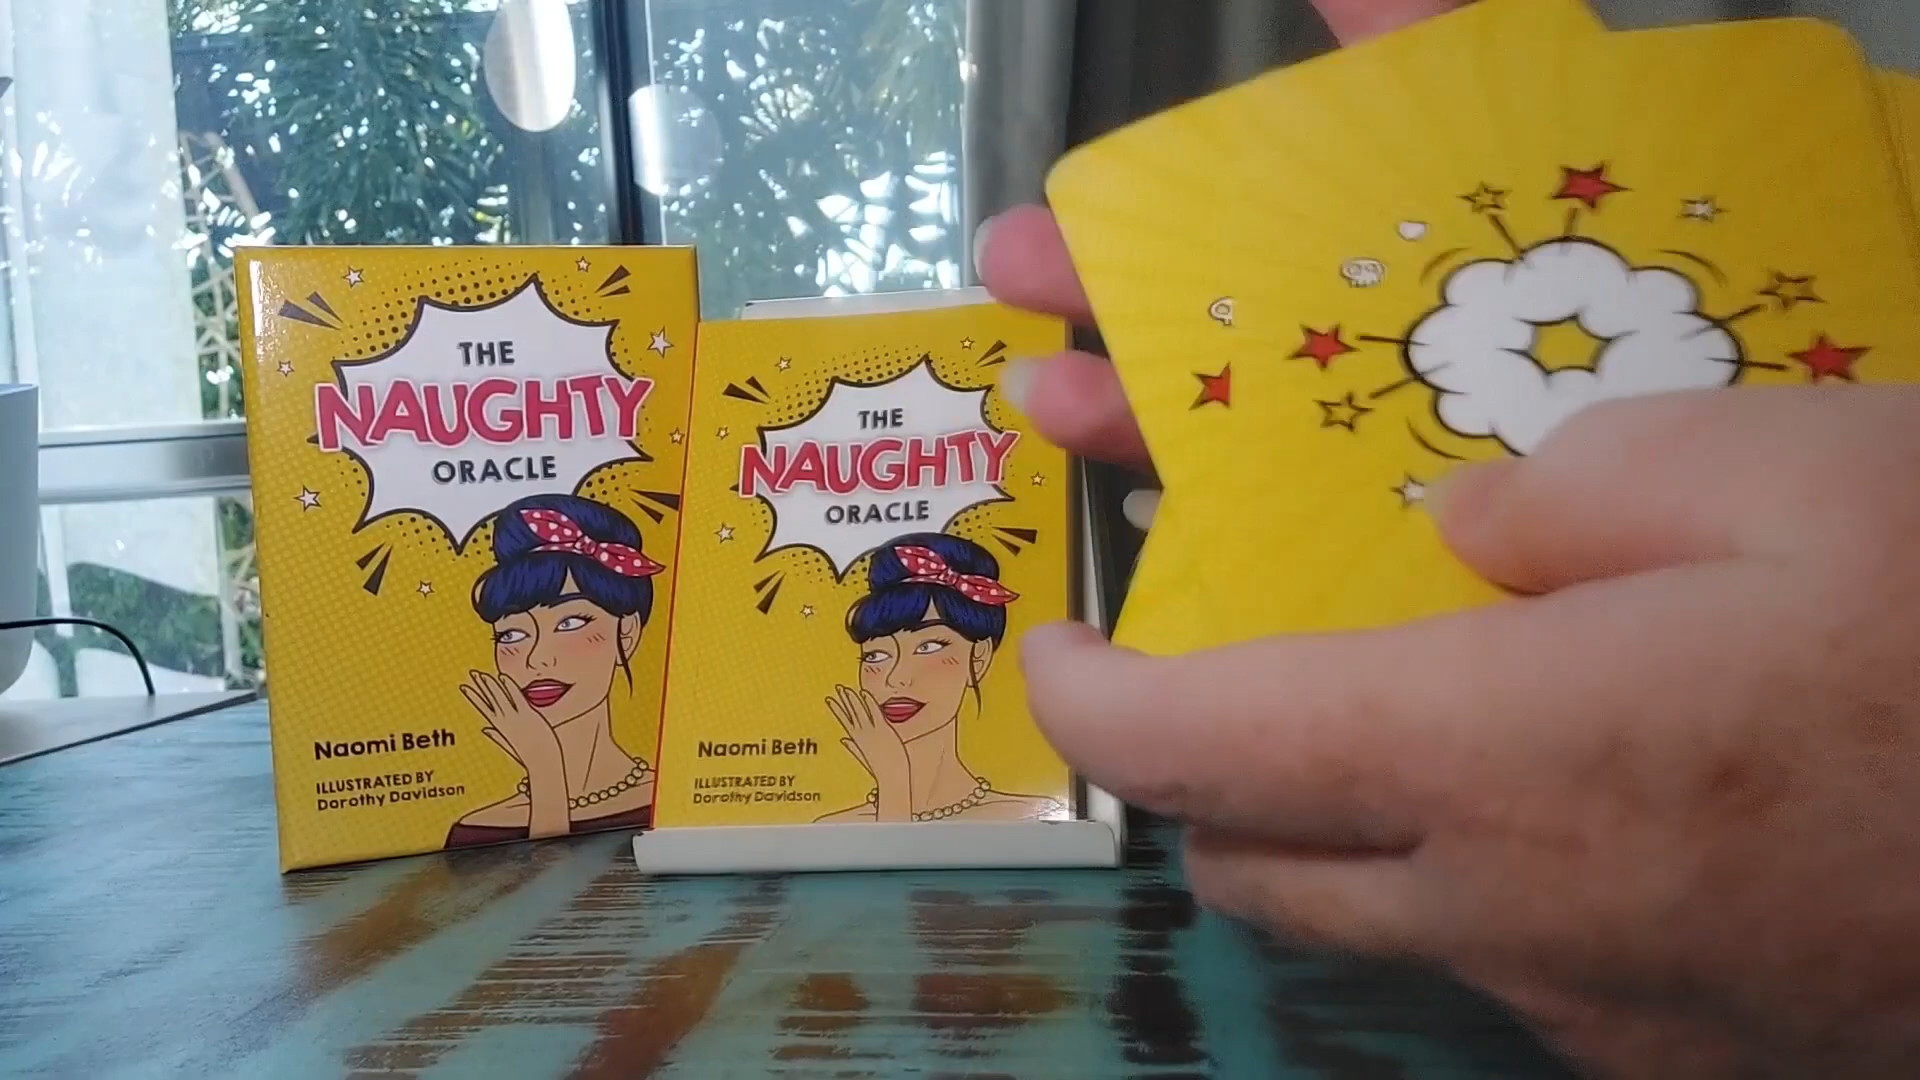 THE
NAUGHTY
ORACLE
Naomi Beth
ILLUSTRATED BY
Dorothy Davidson
THE
NAUGHTY
ORACLE
Naomi Beth
ILLUSTRATED BY
Dorothy Davidson